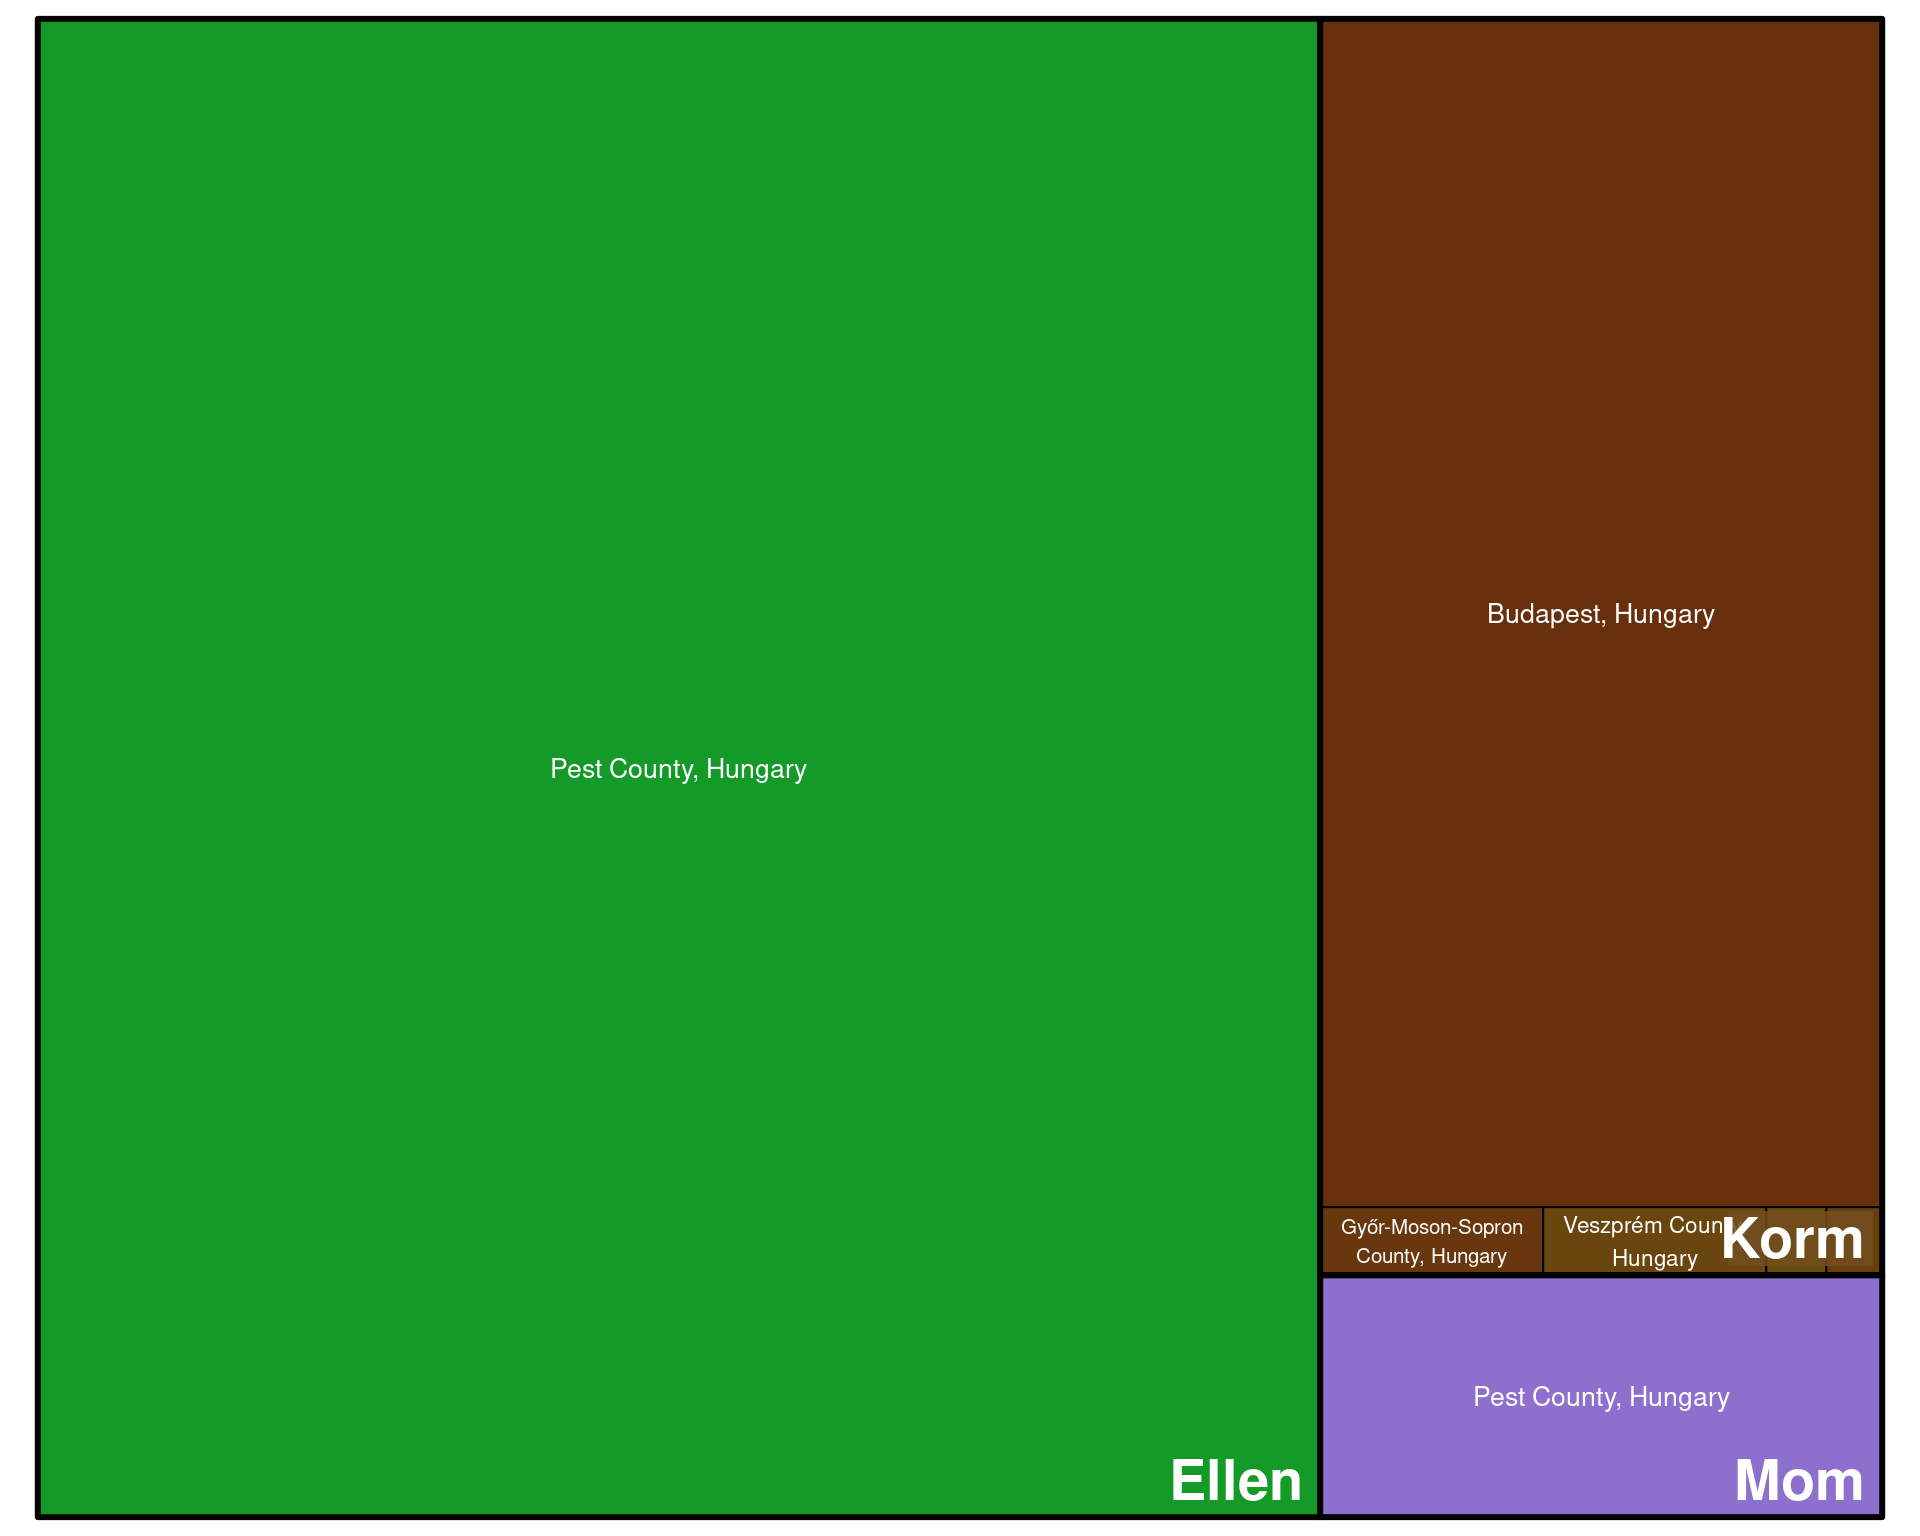 Budapest, Hungary
Pest County, Hungary
Győr-Moson-Sopron
County, Hungary
Veszprém Coun
Hungary
Korm
Pest County, Hungary
Ellen
Mom